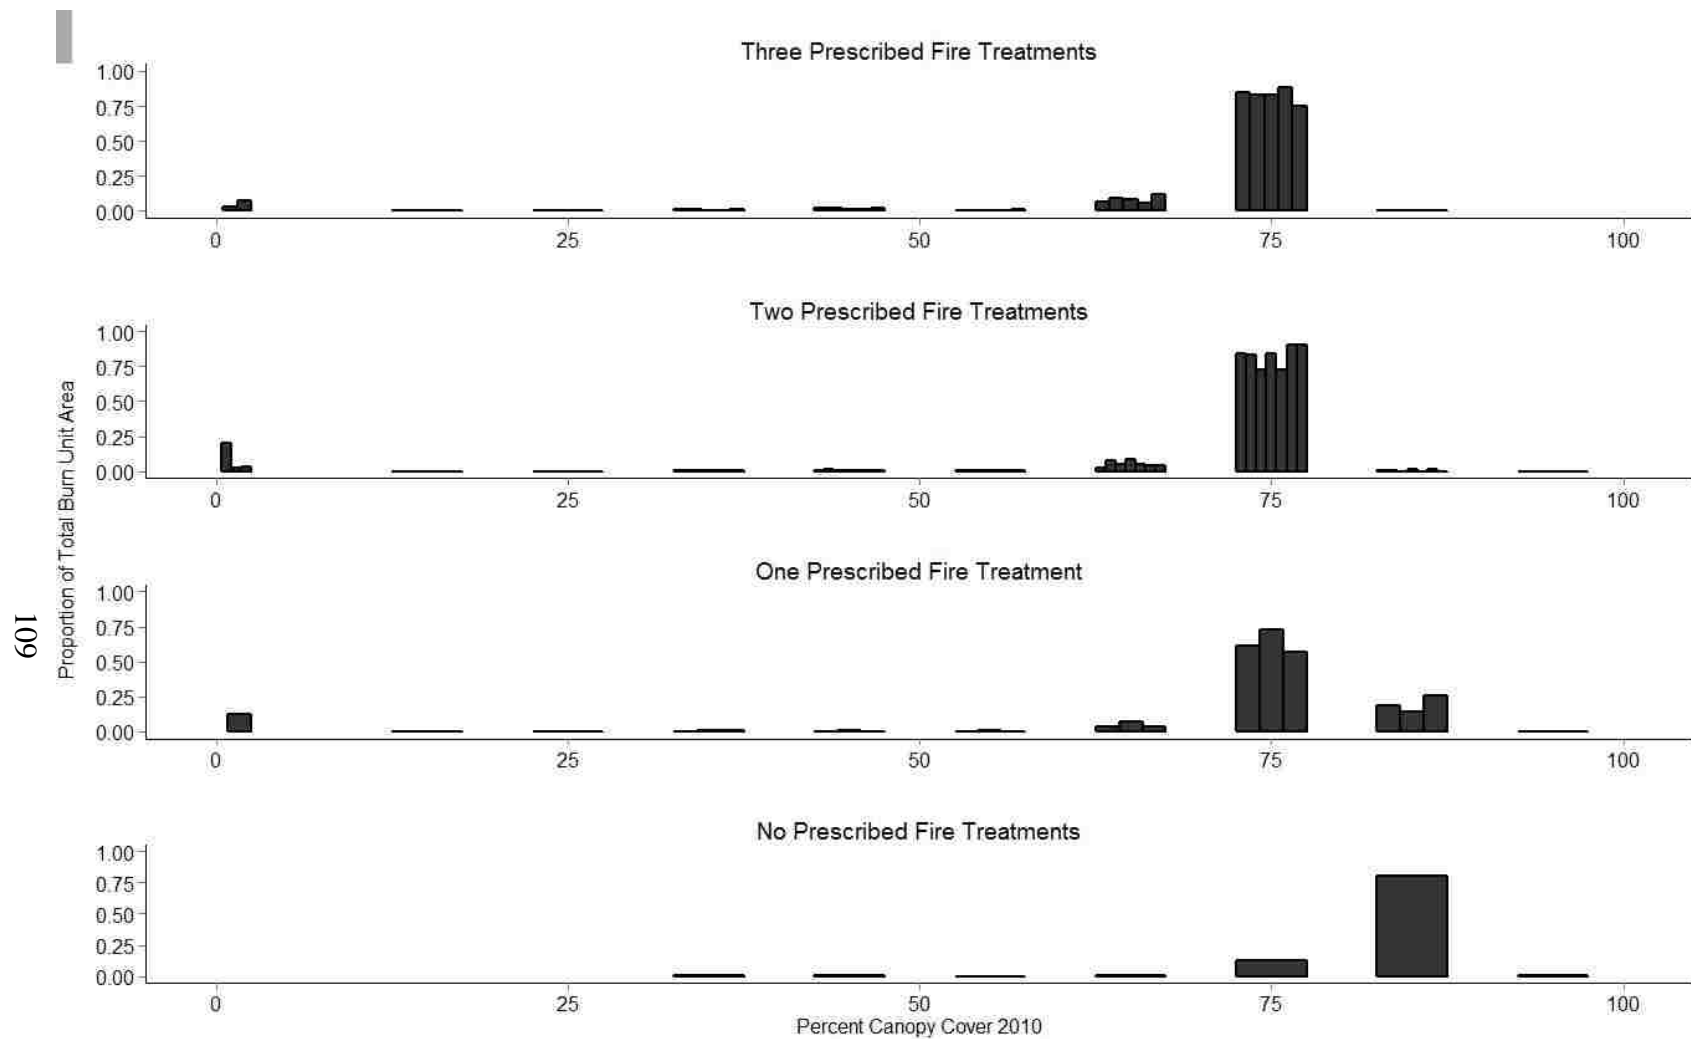 Three Prescribed Fire Treatments
1.00
0.75
0.50
0.25
0.00
0 25 50 75 100
Two Prescribed Fire Treatments
1.00
0.75
0.50
0.25
0.00
0 25 50 75 100
One Prescribed Fire Treatment
1.00
0.75
0.50
0.25
0.00
0 25 50 75 100
No Prescribed Fire Treatments
1.00
0.75
0.50
0.25
0.00
0 25 50 75 100
Percent Canopy Cover 2010
Proportion of Total Burn Unit Area
109